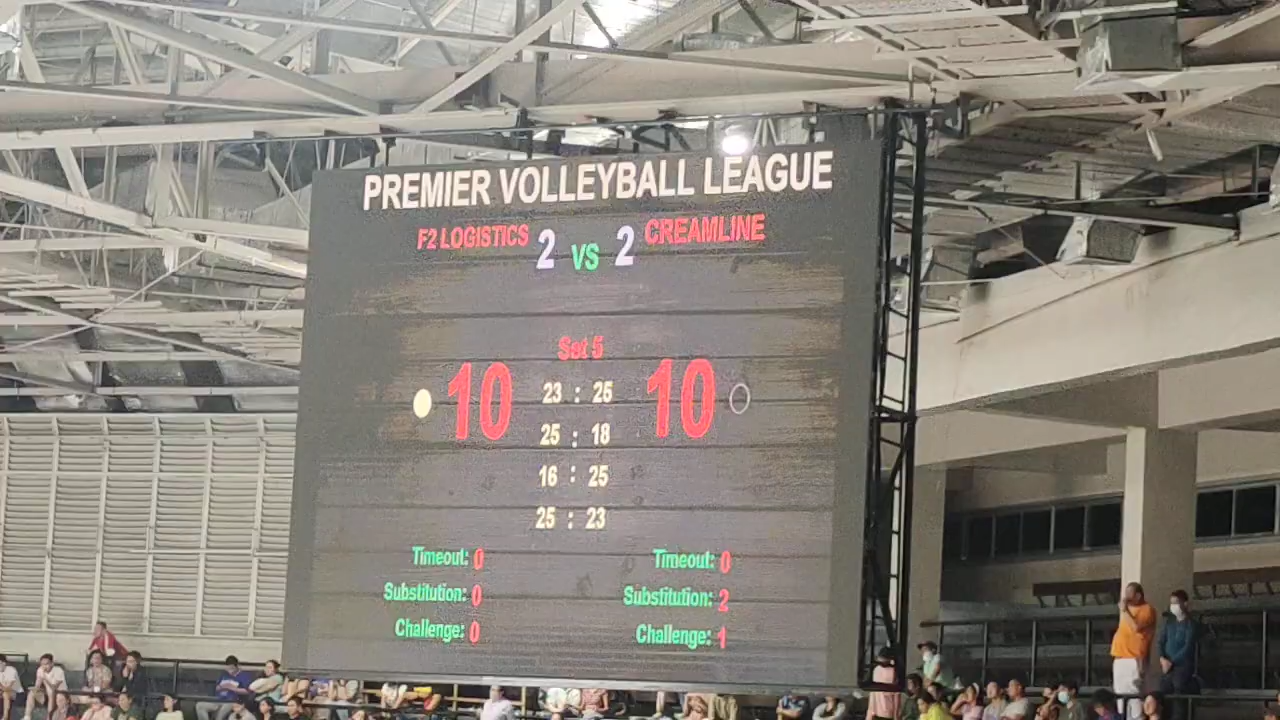 PREMIER VOLLEYBALL LEAGUE
F2 LOGISTICS 2 VS 2 CREAMLINE
Set 5
10 10
23 : 25
25 : 18
16 : 25
25 : 23
Timeout: 0 Timeout: 0
Substitution: 0 Substitution: 2
Challenge: 0 Challenge: 1